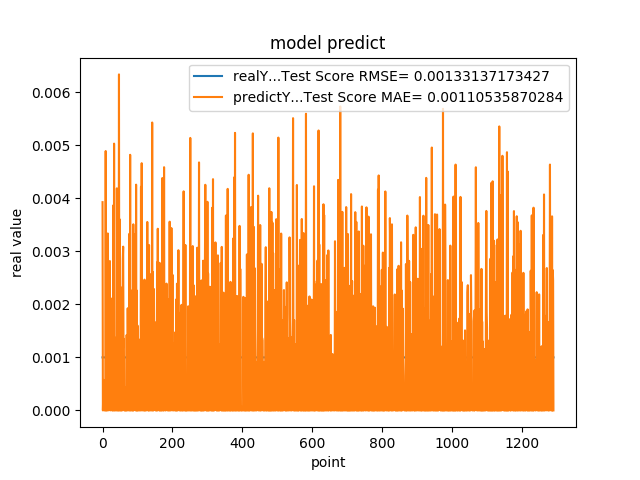 model predict
realY...Test Score RMSE= 0.00133137173427
predictY...Test Score MAE= 0.00110535870284
0.006
0.005
0.004
0.003
0.002
0.001
0.000
real value
0 200 400 600 800 1000 1200
point